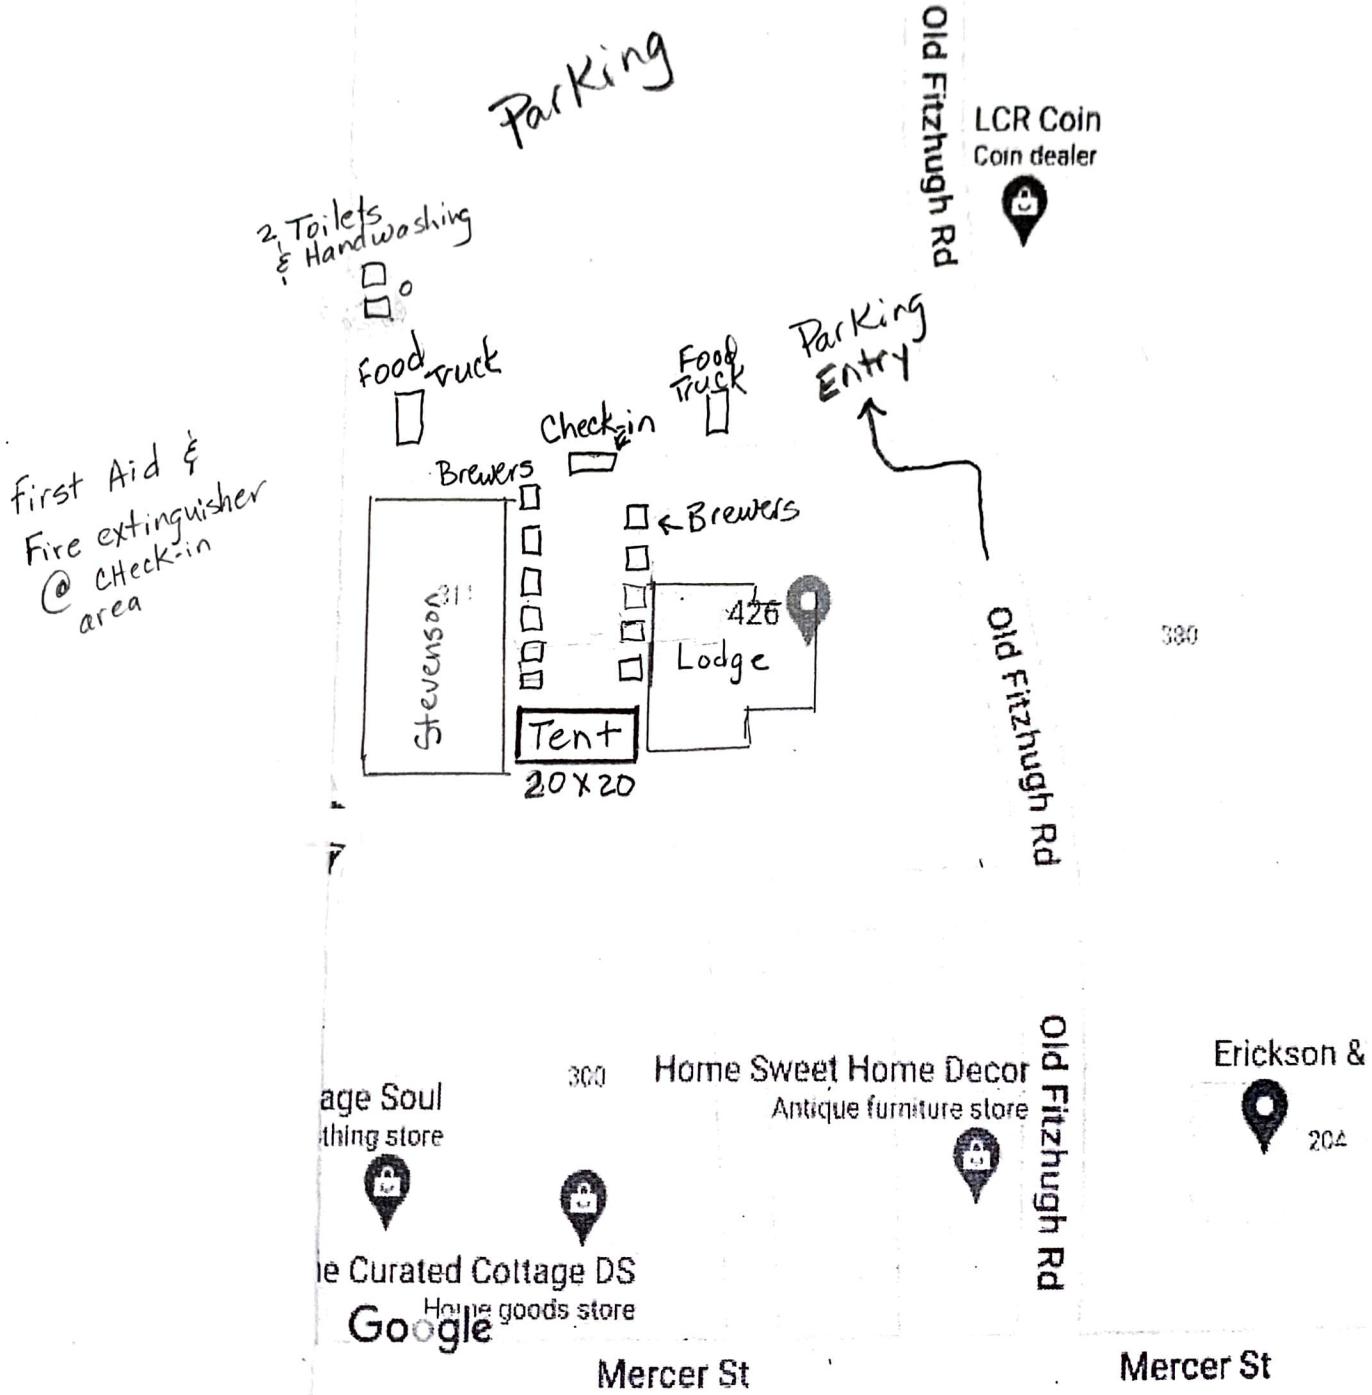 Parking
Old Fitzhugh Rd
LCR Coin
Coin dealer
2 Toilets
& Handwashing
Parking
Entry
Food Truck
Food
Truck
Check-in
Brewers
Brewers
First Aid &
Fire extinguisher
@ CHeck-in
area
311
Stevenson
426
Lodge
380
Tent
20 X 20
Old Fitzhugh Rd
Old Fitzhugh Rd
Erickson &
204
300
Home Sweet Home Decor
Antique furniture store
age Soul
thing store
e Curated Cottage DS
Home goods store
Google
Mercer St
Mercer St